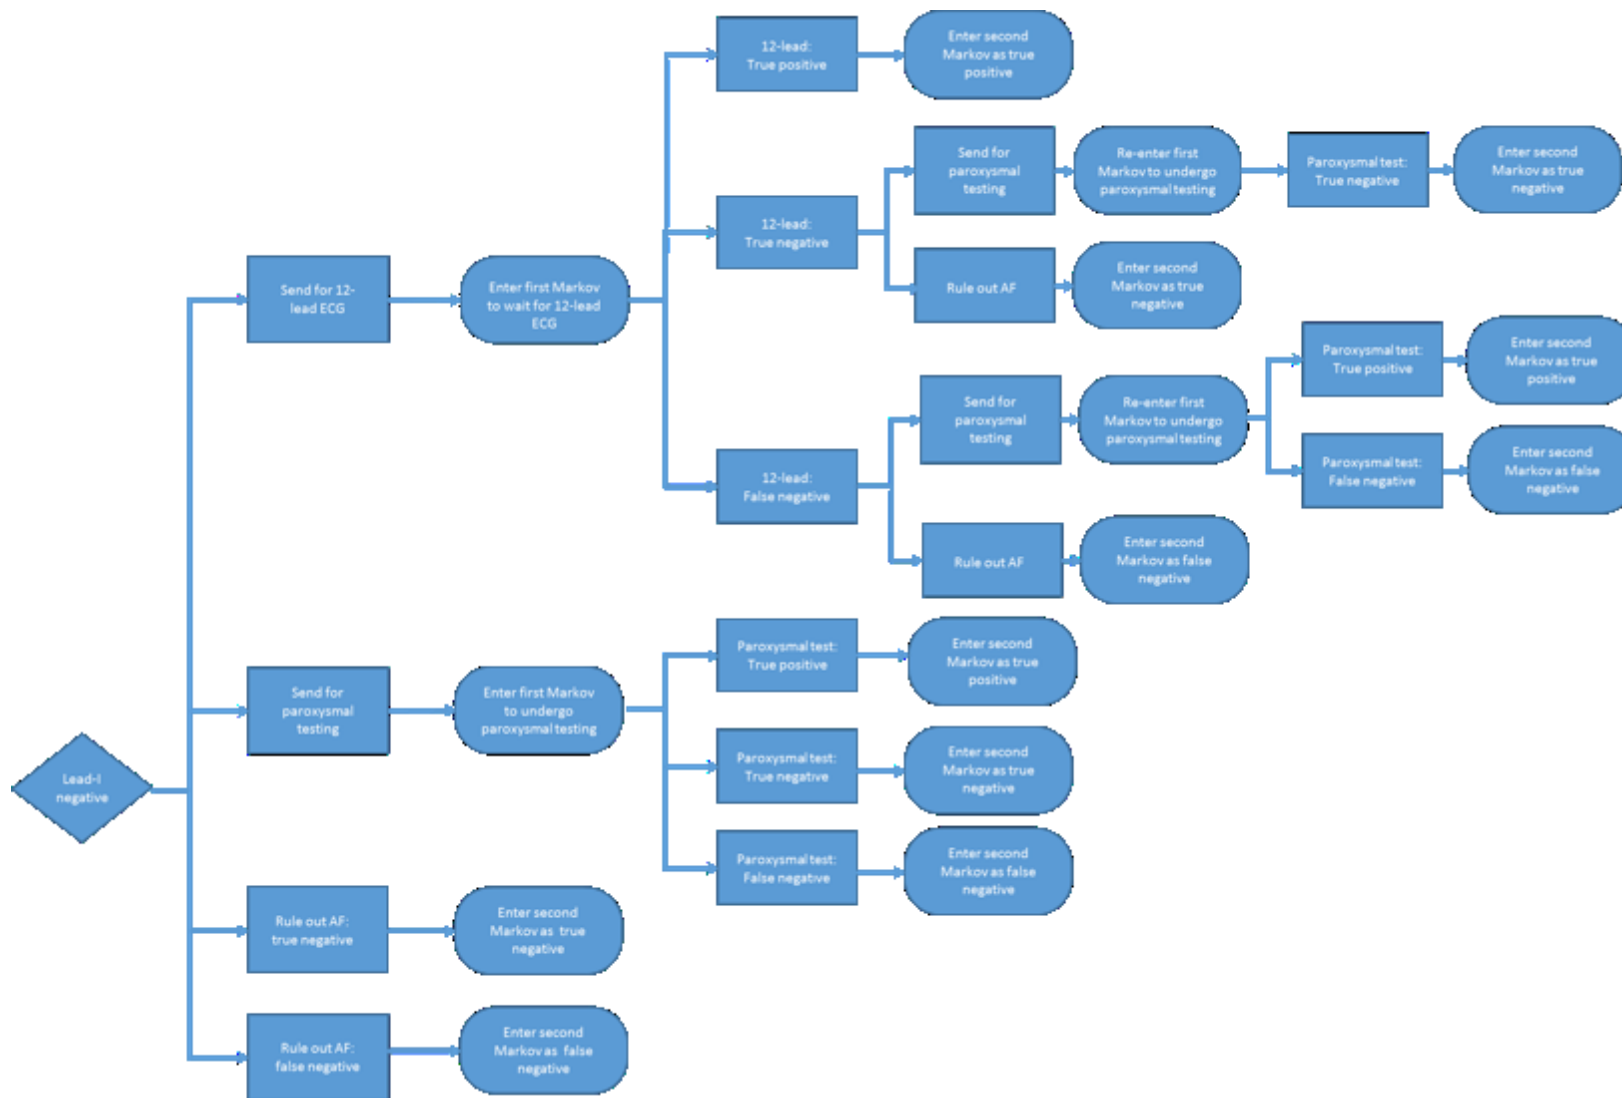 12-lead:
True positive
Enter second
Markov as true
positive
Send for
paroxysmal
testing
Re-enter first
Markov to undergo
paroxysmal testing
Paroxysmal test:
True negative
Enter second
Markov as true
negative
12-lead:
True negative
Rule out AF
Enter second
Markov as true
negative
Send for 12-
lead ECG
Enter first Markov
to wait for 12-lead
ECG
Paroxysmal test:
True positive
Enter second
Markov as true
positive
Send for
paroxysmal
testing
Re-enter first
Markov to undergo
paroxysmal testing
Paroxysmal test:
False negative
Enter second
Markov as false
negative
12-lead:
False negative
Rule out AF
Enter second
Markov as false
negative
Paroxysmal test:
True positive
Enter second
Markov as true
positive
Send for
paroxysmal
testing
Enter first Markov
to undergo
paroxysmal testing
Paroxysmal test:
True negative
Enter second
Markov as true
negative
Lead-I
negative
Paroxysmal test:
False negative
Enter second
Markov as false
negative
Rule out AF:
true negative
Enter second
Markov as true
negative
Rule out AF:
false negative
Enter second
Markov as false
negative